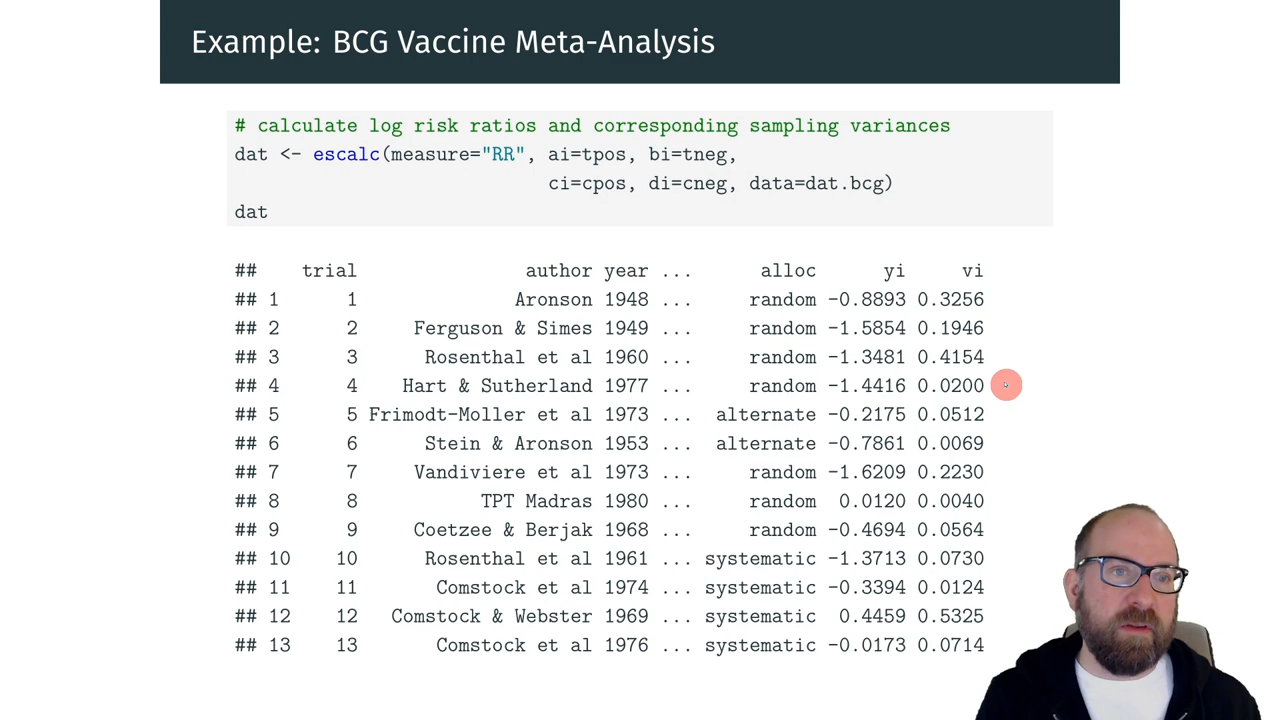 Example: BCG Vaccine Meta-Analysis
# calculate log risk ratios and corresponding sampling variances
dat <- escalc(measure="RR", ai=tpos, bi=tneg,
ci=cpos, di=cneg, data=dat.bcg)
dat
## trial author year ... alloc yi vi
## 1 1 Aronson 1948 ... random -0.8893 0.3256
## 2 2 Ferguson & Simes 1949 ... random -1.5854 0.1946
## 3 3 Rosenthal et al 1960 ... random -1.3481 0.4154
## 4 4 Hart & Sutherland 1977 ... random -1.4416 0.0200
## 5 5 Frimodt-Moller et al 1973 ... alternate -0.2175 0.0512
## 6 6 Stein & Aronson 1953 ... alternate -0.7861 0.0069
## 7 7 Vandiviere et al 1973 ... random -1.6209 0.2230
## 8 8 TPT Madras 1980 ... random 0.0120 0.0040
## 9 9 Coetzee & Berjak 1968 ... random -0.4694 0.0564
## 10 10 Rosenthal et al 1961 ... systematic -1.3713 0.0730
## 11 11 Comstock et al 1974 ... systematic -0.3394 0.0124
## 12 12 Comstock & Webster 1969 ... systematic 0.4459 0.5325
## 13 13 Comstock et al 1976 ... systematic -0.0173 0.0714